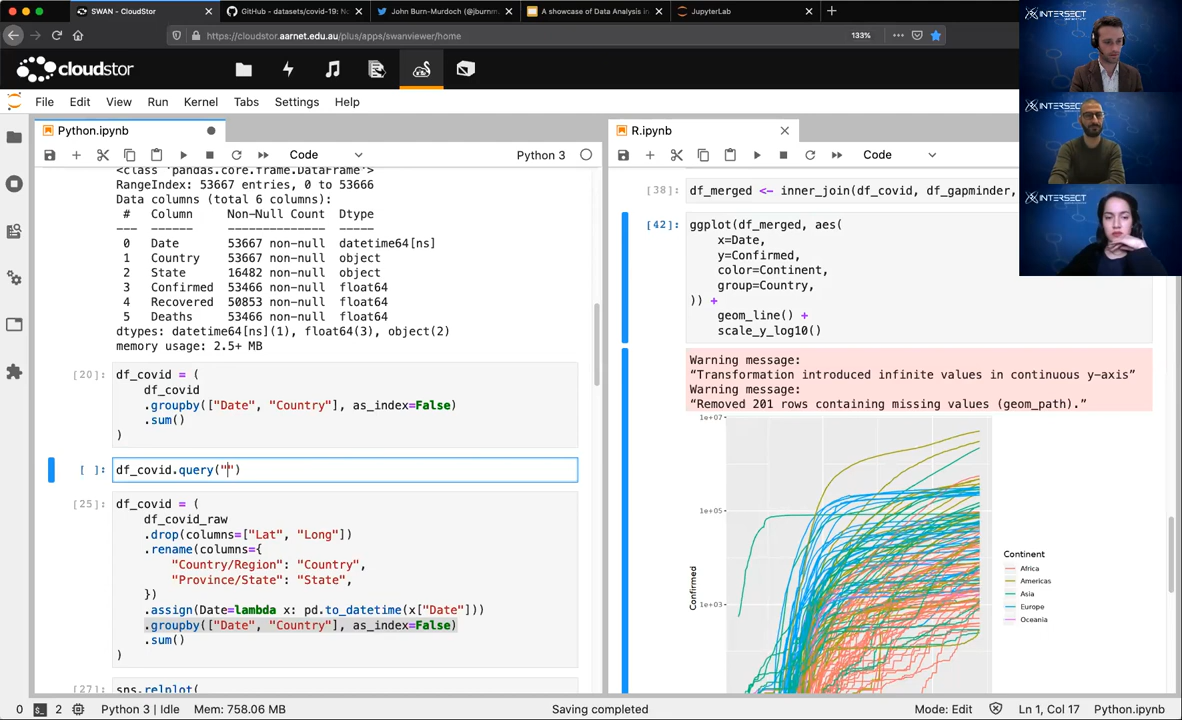 SWAN - CloudStor
GitHub - datasets/covid-19: No
John Burn-Murdoch (@jburnm
A showcase of Data Analysis in
JupyterLab
https://cloudstor.aarnet.edu.au/plus/apps/swanviewer/home
133%
cloudstor
File Edit View Run Kernel Tabs Settings Help
INTERSECT
INTERSECT
INTERSECT
Python.ipynb
Code
Python 3
<class 'pandas.core.frame.DataFrame'>
RangeIndex: 53667 entries, 0 to 53666
Data columns (total 6 columns):
# Column Non-Null Count Dtype
--- ------ -------------- -----
0 Date 53667 non-null datetime64[ns]
1 Country 53667 non-null object
2 State 16482 non-null object
3 Confirmed 53466 non-null float64
4 Recovered 50853 non-null float64
5 Deaths 53466 non-null float64
dtypes: datetime64[ns](1), float64(3), object(2)
memory usage: 2.5+ MB
[20]: df_covid = (
df_covid
.groupby(["Date", "Country"], as_index=False)
.sum()
)
[ ]: df_covid.query("")
[25]: df_covid = (
df_covid_raw
.drop(columns=["Lat", "Long"])
.rename(columns={
"Country/Region": "Country",
"Province/State": "State",
})
.assign(Date=lambda x: pd.to_datetime(x["Date"]))
.groupby(["Date", "Country"], as_index=False)
.sum()
)
[27]: sns.relplot(
R.ipynb
Code
[38]: df_merged <- inner_join(df_covid, df_gapminder,
[42]: ggplot(df_merged, aes(
x=Date,
y=Confirmed,
color=Continent,
group=Country,
)) +
geom_line() +
scale_y_log10()
Warning message:
“Transformation introduced infinite values in continuous y-axis”
Warning message:
“Removed 201 rows containing missing values (geom_path).”
1e+07
1e+05
1e+03
Confirmed
Continent
Africa
Americas
Asia
Europe
Oceania
0 2 Python 3 | Idle Mem: 758.06 MB Saving completed Mode: Edit Ln 1, Col 17 Python.ipynb